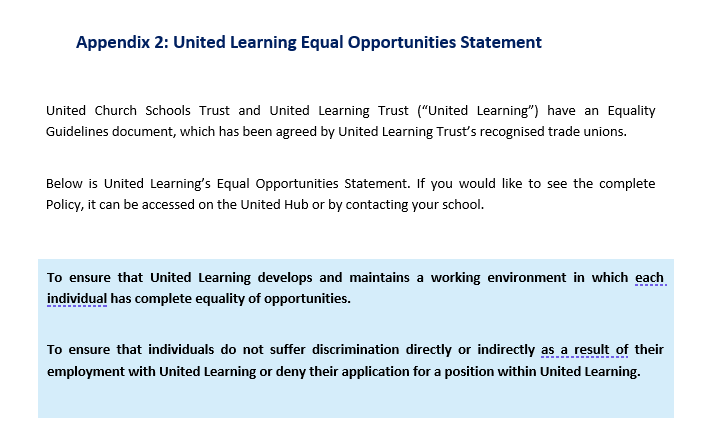 Appendix 2: United Learning Equal Opportunities Statement
United Church Schools Trust and United Learning Trust (“United Learning”) have an Equality
Guidelines document, which has been agreed by United Learning Trust’s recognised trade unions.
Below is United Learning’s Equal Opportunities Statement. If you would like to see the complete
Policy, it can be accessed on the United Hub or by contacting your school.
To ensure that United Learning develops and maintains a working environment in which each
individual has complete equality of opportunities.
To ensure that individuals do not suffer discrimination directly or indirectly as a result of their
employment with United Learning or deny their application for a position within United Learning.